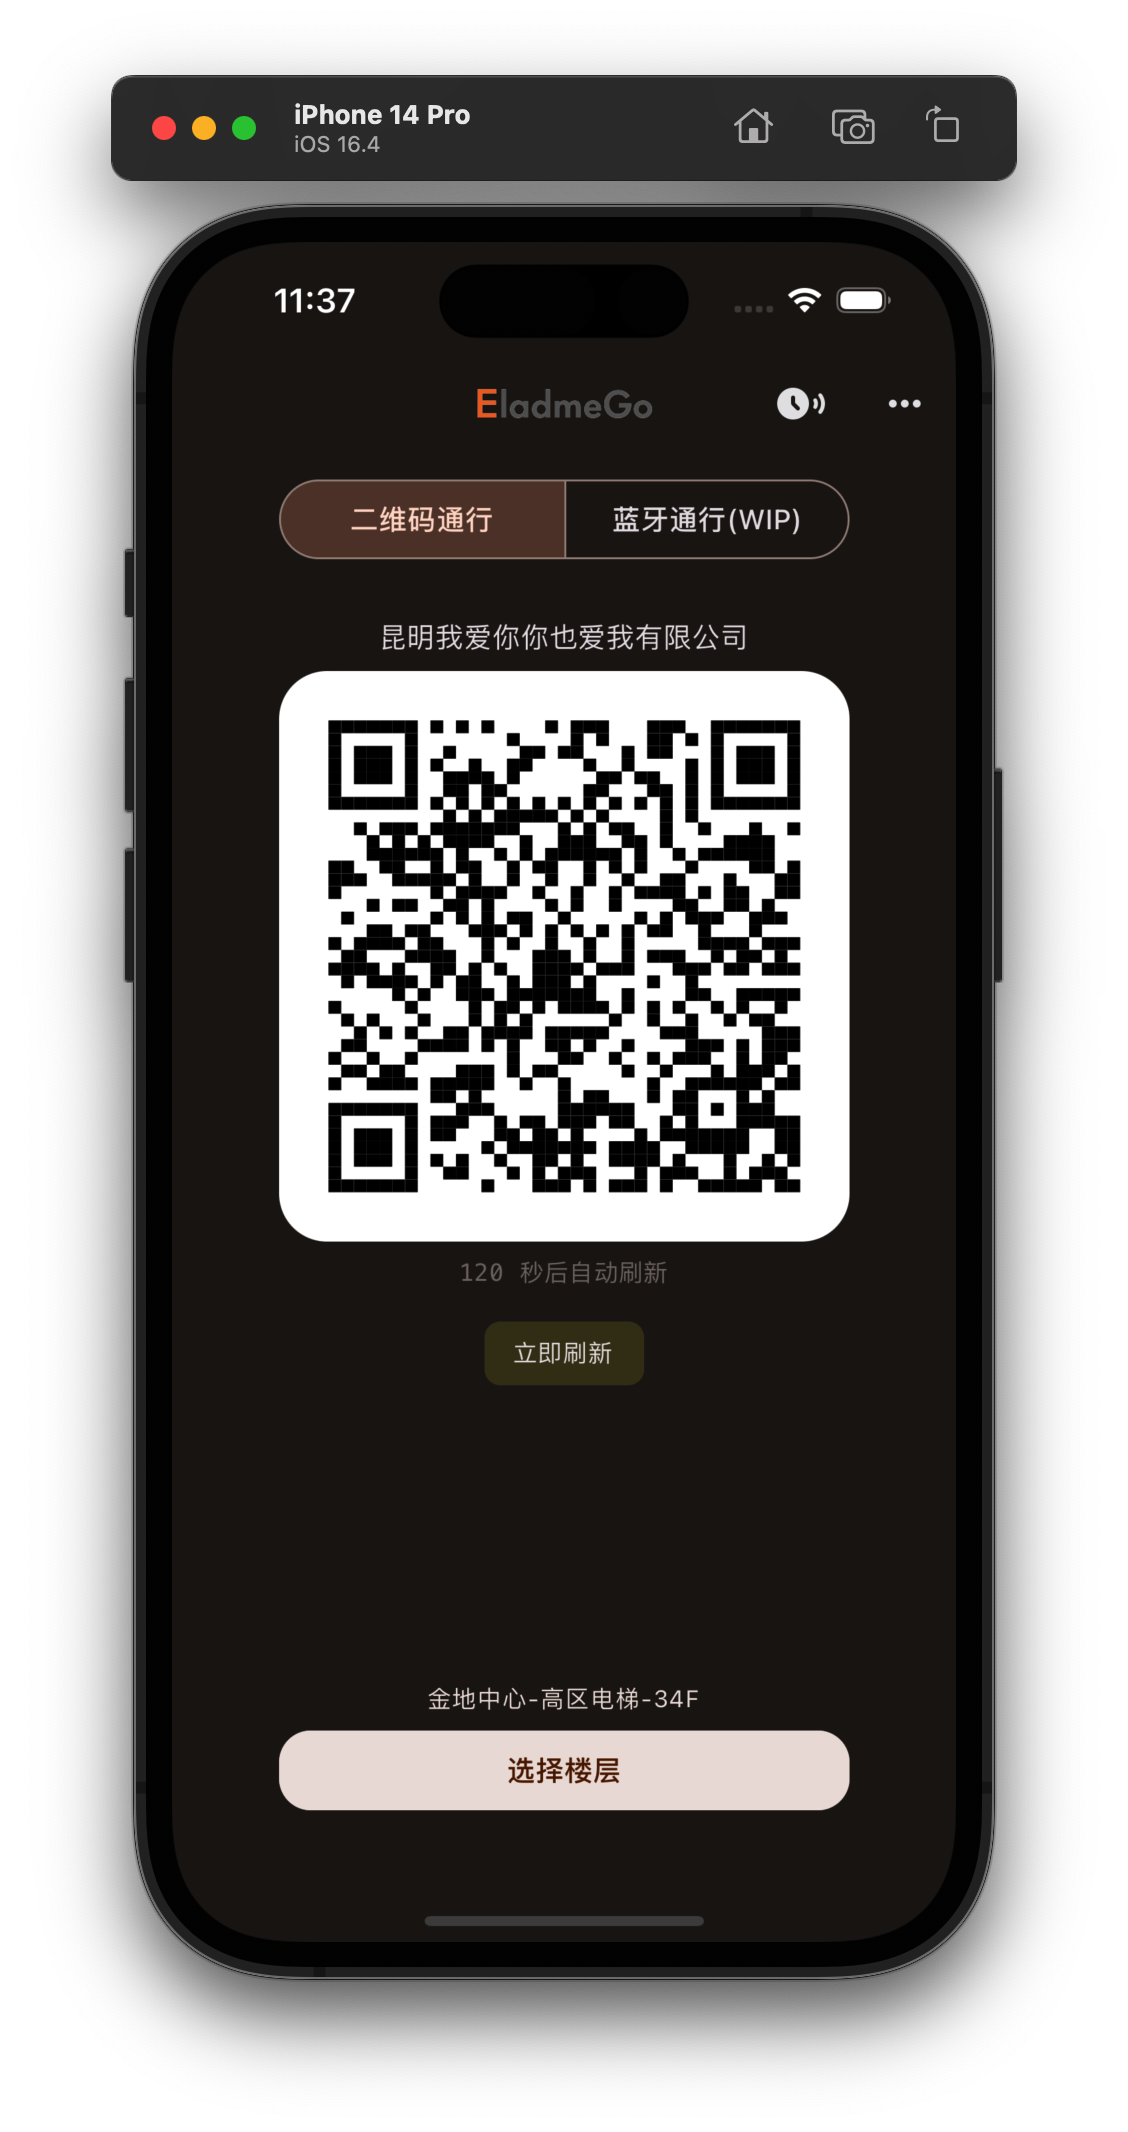 iPhone 14 Pro
iOS 16.4
11:37
EladmeGo
二维码通行
蓝牙通行(WIP)
昆明我爱你你也爱我有限公司
120 秒后自动刷新
立即刷新
金地中心-高区电梯-34F
选择楼层